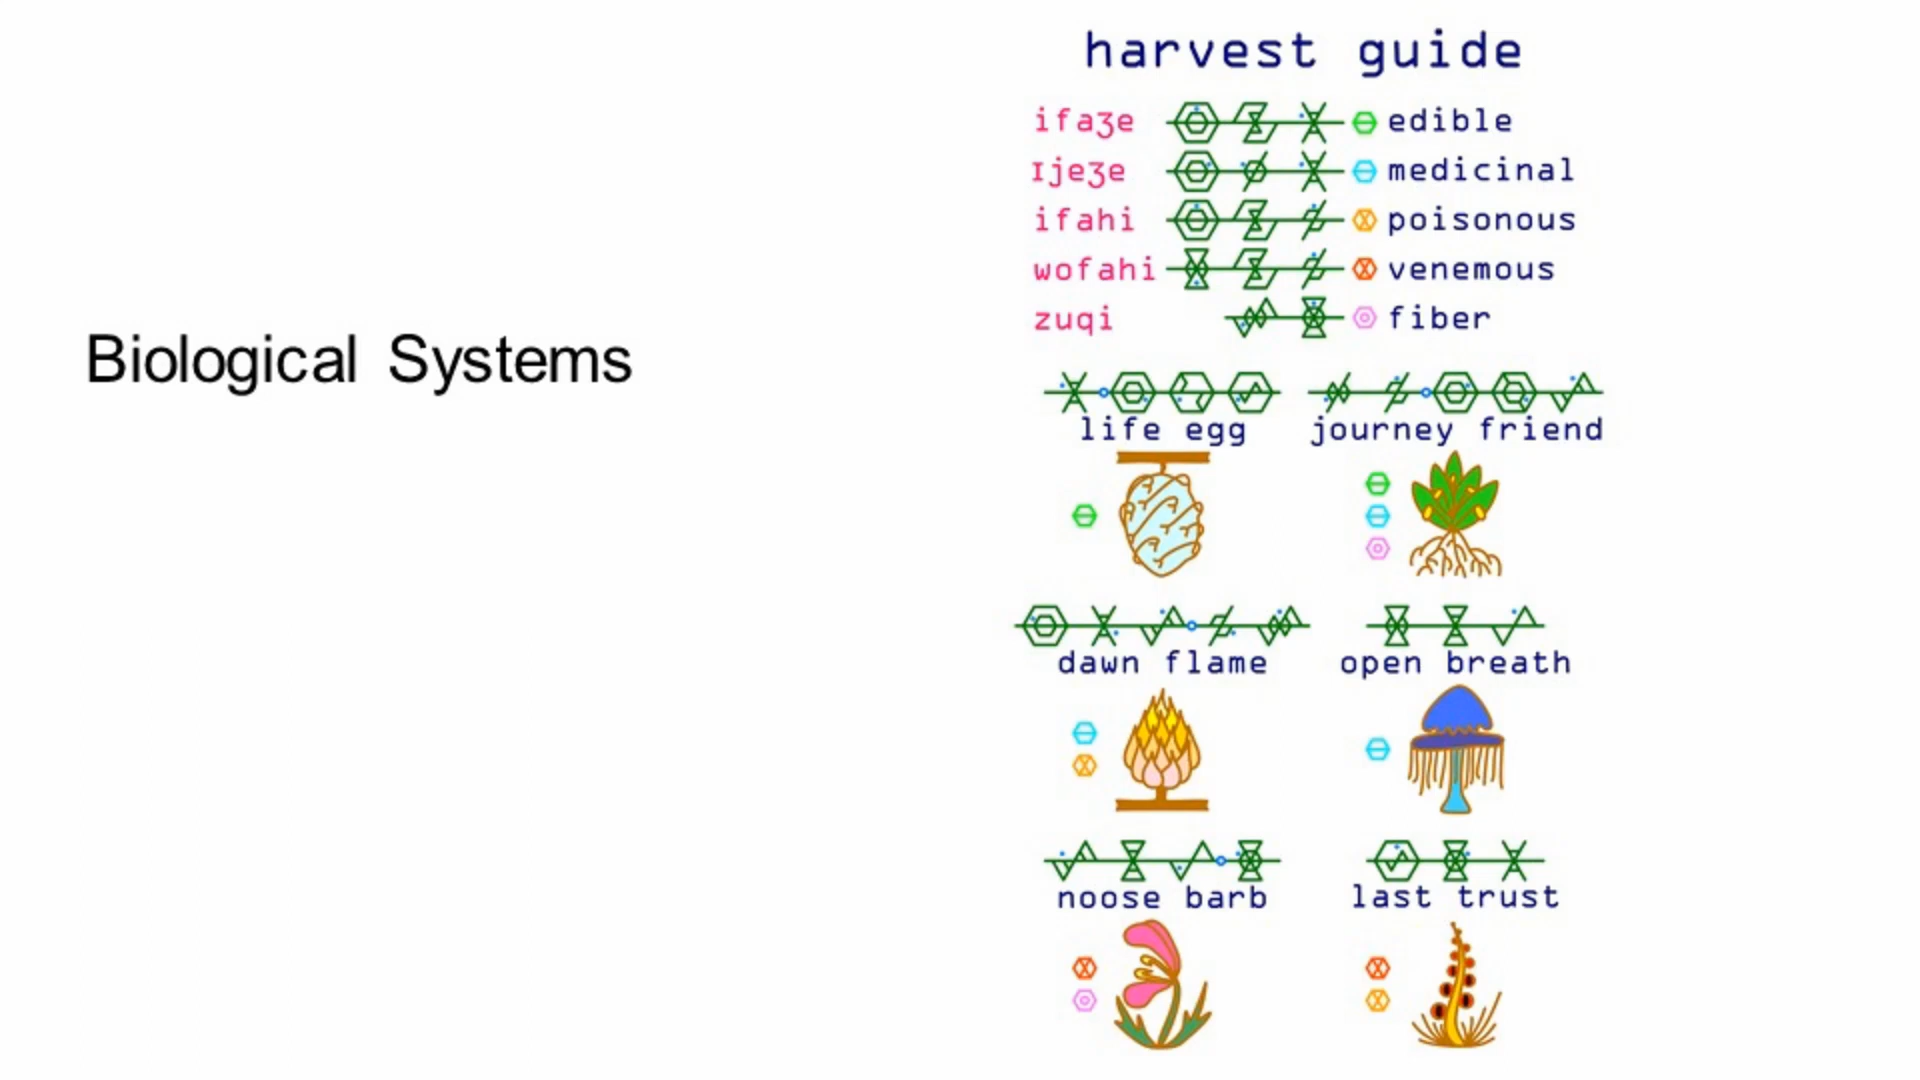 Biological Systems
harvest guide
ifaʒe edible
ɪjeʒe medicinal
ifahi poisonous
wofahi venemous
zuqi fiber
life egg journey friend
dawn flame open breath
noose barb last trust